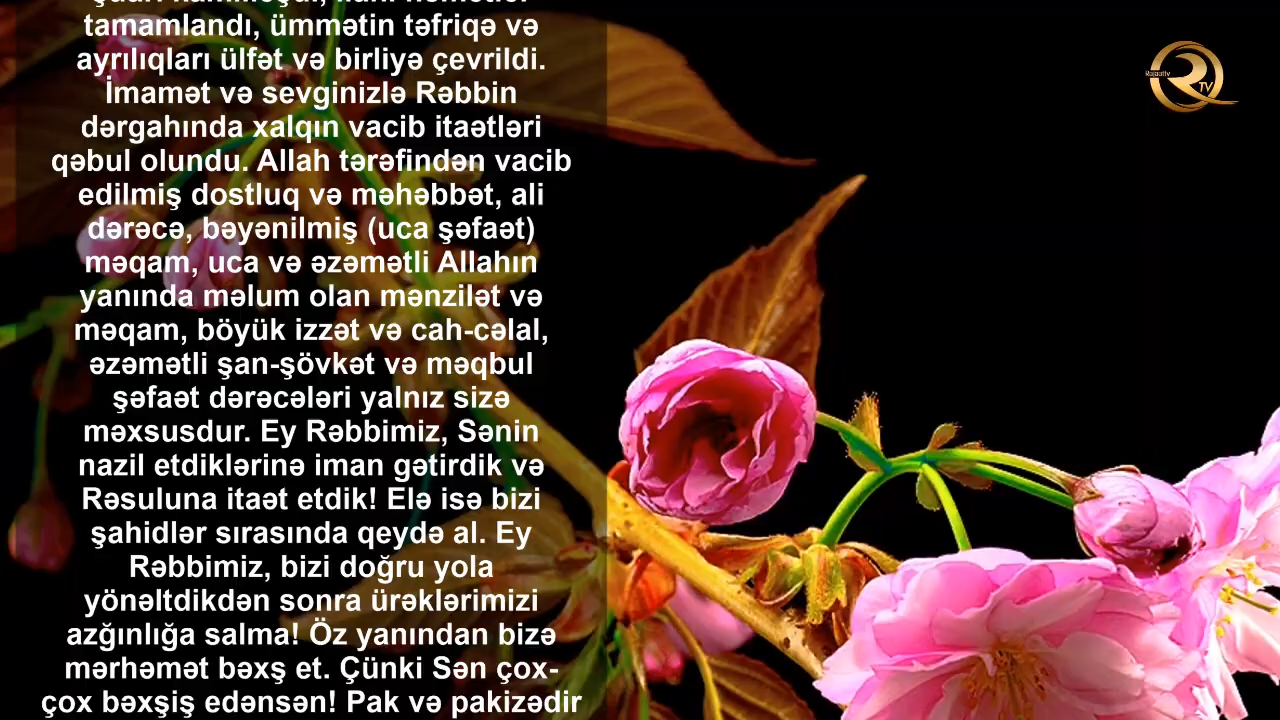 tamamlandı, ümmətin təfriqə və
ayrılıqları ülfət və birliyə çevrildi.
İmamət və sevginizlə Rəbbin
dərgahında xalqın vacib itaətləri
qəbul olundu. Allah tərəfindən vacib
edilmiş dostluq və məhəbbət, ali
dərəcə, bəyənilmiş (uca şəfaət)
məqam, uca və əzəmətli Allahın
yanında məlum olan mənzilət və
məqam, böyük izzət və cah-cəlal,
əzəmətli şan-şövkət və məqbul
şəfaət dərəcələri yalnız sizə
məxsusdur. Ey Rəbbimiz, Sənin
nazil etdiklərinə iman gətirdik və
Rəsuluna itaət etdik! Elə isə bizi
şahidlər sırasında qeydə al. Ey
Rəbbimiz, bizi doğru yola
yönəltdikdən sonra ürəklərimizi
azğınlığa salma! Öz yanından bizə
mərhəmət bəxş et. Çünki Sən çox-
çox bəxşiş edənsən! Pak və pakizədir
Rajaattv
TV